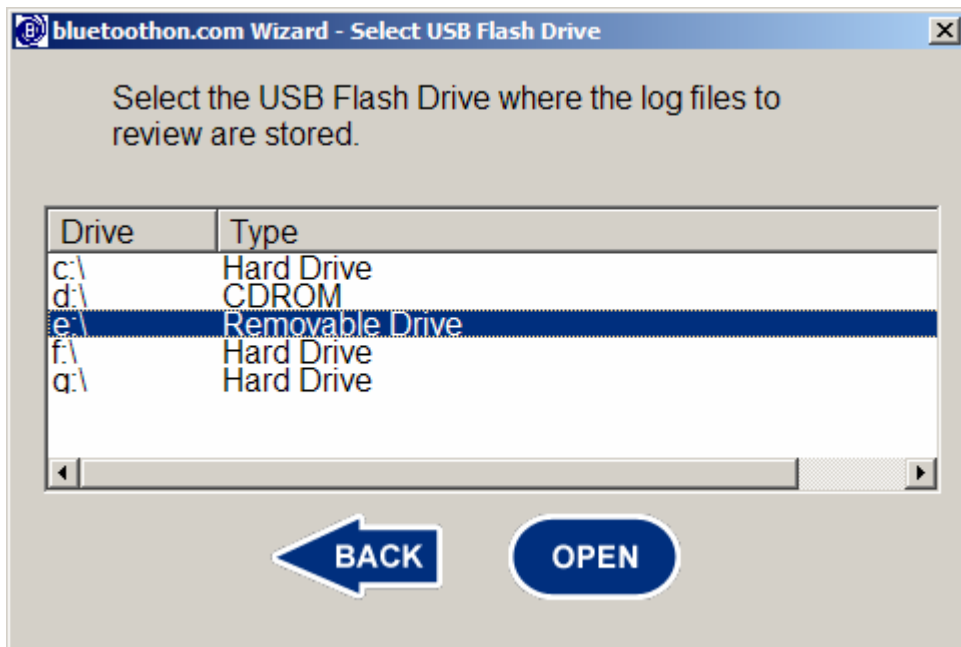 bluetoothon.com Wizard - Select USB Flash Drive
Select the USB Flash Drive where the log files to
review are stored.
Drive Type
c:\ Hard Drive
d:\ CDROM
e:\ Removable Drive
f:\ Hard Drive
g:\ Hard Drive
BACK OPEN